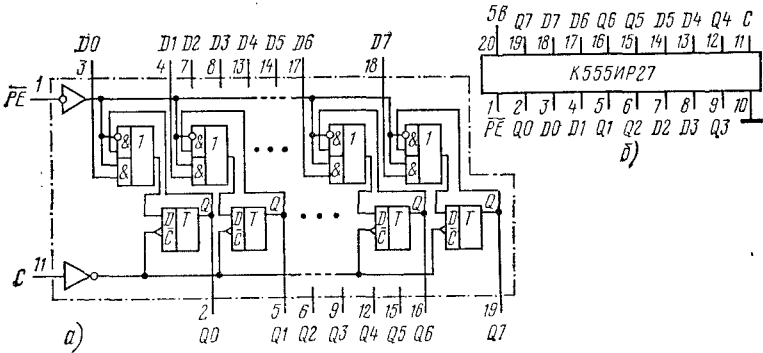 D0 D1 D2 D3 D4 D5 D6 D7
3 4 7 8 13 14 17 18
P̅E̅ 1
& 1 & 1 & 1 & 1
& & & &
Q Q Q Q
D T D T D T D T
C̅ C̅ C̅ C̅
C 11
2 5 6 9 12 15 16 19
Q0 Q1 Q2 Q3 Q4 Q5 Q6 Q7
а)
5В Q7 D7 D6 Q6 Q5 D5 D4 Q4 C
20 19 18 17 16 15 14 13 12 11
К555ИР27
1 2 3 4 5 6 7 8 9 10
P̅E̅ Q0 D0 D1 Q1 Q2 D2 D3 Q3
б)